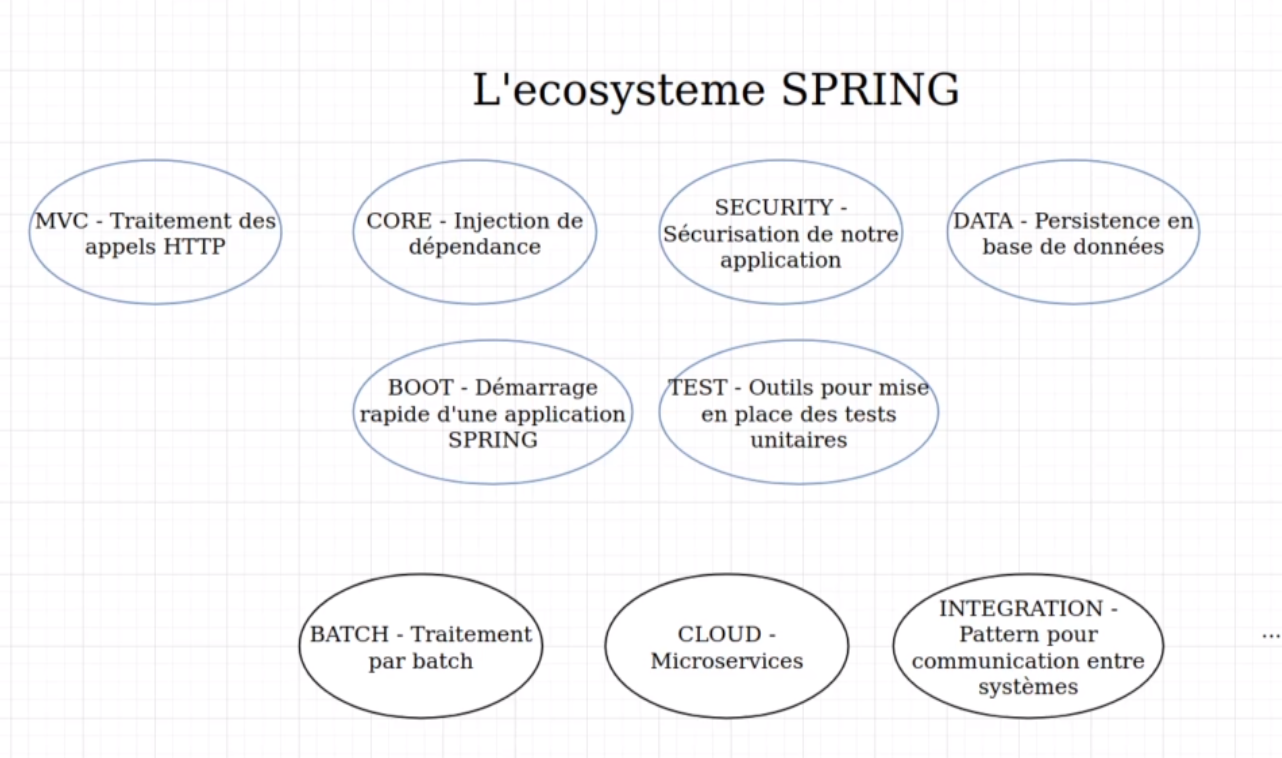 L'ecosysteme SPRING
MVC - Traitement des
appels HTTP
CORE - Injection de
dépendance
SECURITY -
Sécurisation de notre
application
DATA - Persistence en
base de données
BOOT - Démarrage
rapide d'une application
SPRING
TEST - Outils pour mise
en place des tests
unitaires
BATCH - Traitement
par batch
CLOUD -
Microservices
INTEGRATION -
Pattern pour
communication entre
systèmes
...